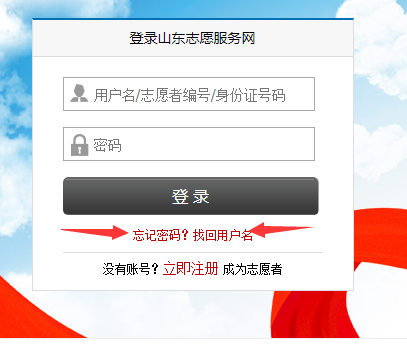 登录山东志愿服务网
用户名/志愿者编号/身份证号码
密码
登录
忘记密码？找回用户名
没有账号？立即注册 成为志愿者